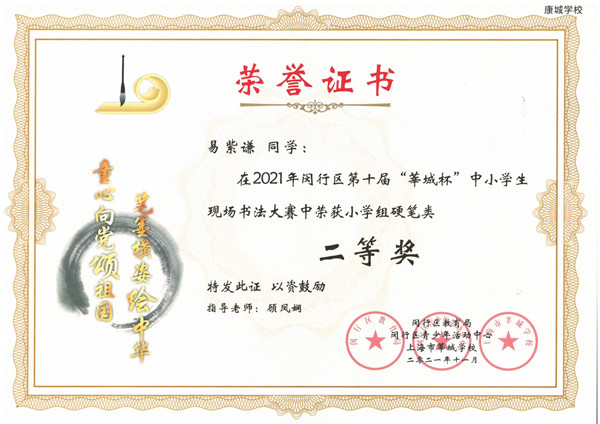 康城学校
荣誉证书
易紫谦 同学：
在2021年闵行区第十届“莘城杯”中小学生
现场书法大赛中荣获小学组硬笔类
二等奖
特发此证 以资鼓励
指导老师：顾凤娴
闵行区教育局
闵行区青少年活动中心
上海市莘城学校
二〇二一年十一月
童心向党颂祖国
笔墨横姿绘中华